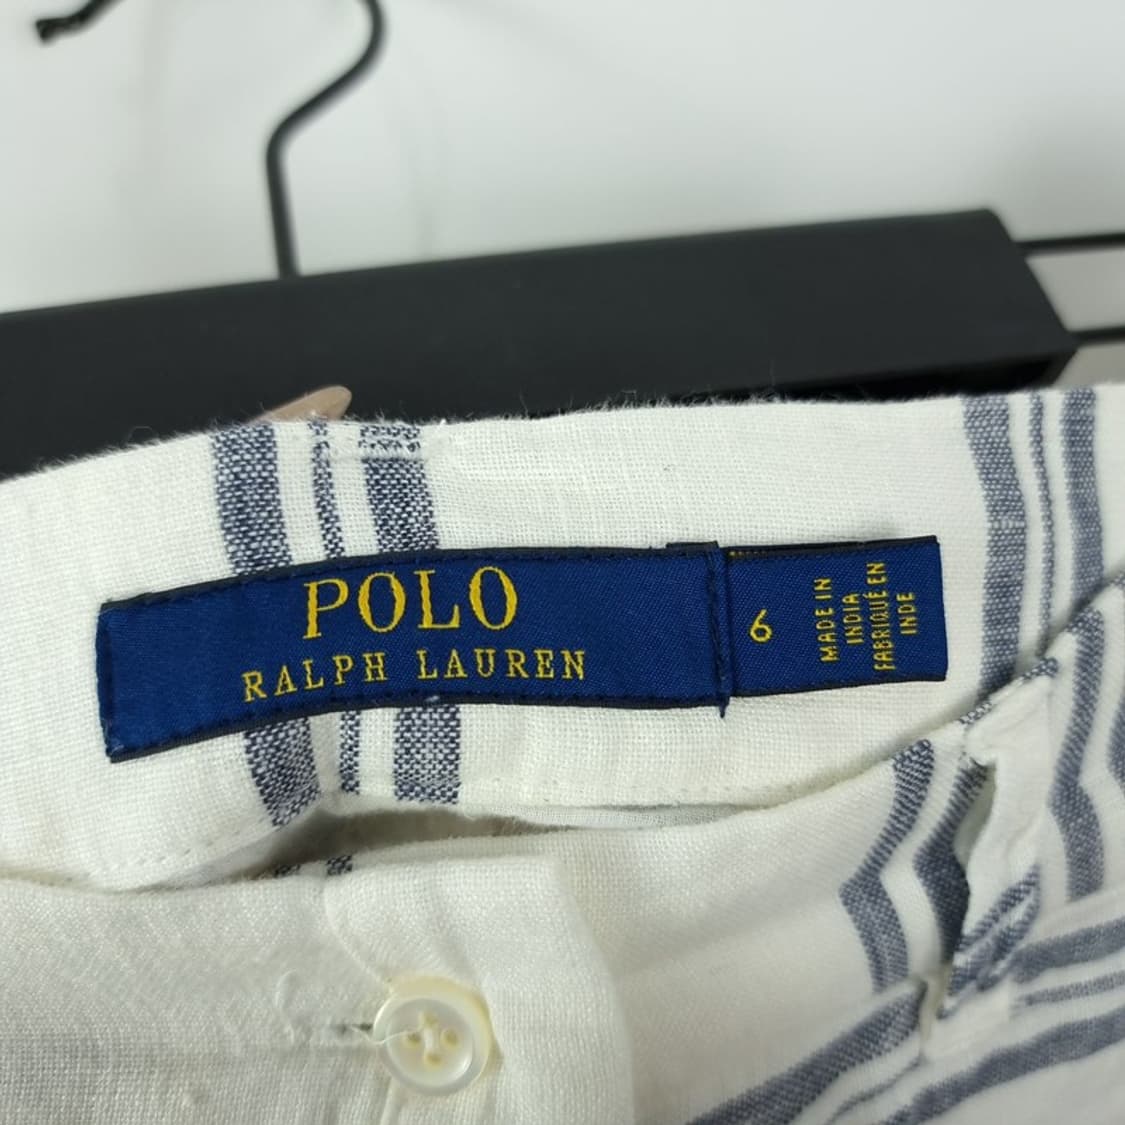 POLO
RALPH LAUREN
6
MADE IN
INDIA
FABRIQUÉ EN
INDE